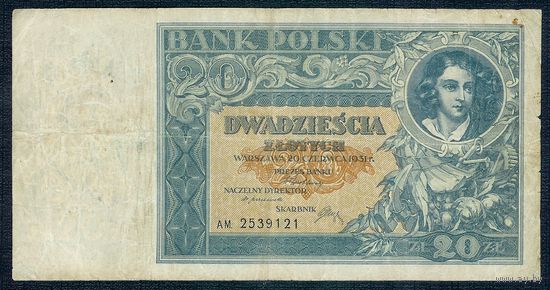 BANK POLSKI
20
DWADZIEŚCIA
ZŁOTYCH
WARSZAWA 20 CZERWCA 1931 r.
PREZES BANKU
NACZELNY DYREKTOR
SKARBNIK
AM. 2539121
ZŁ 20 ZŁ